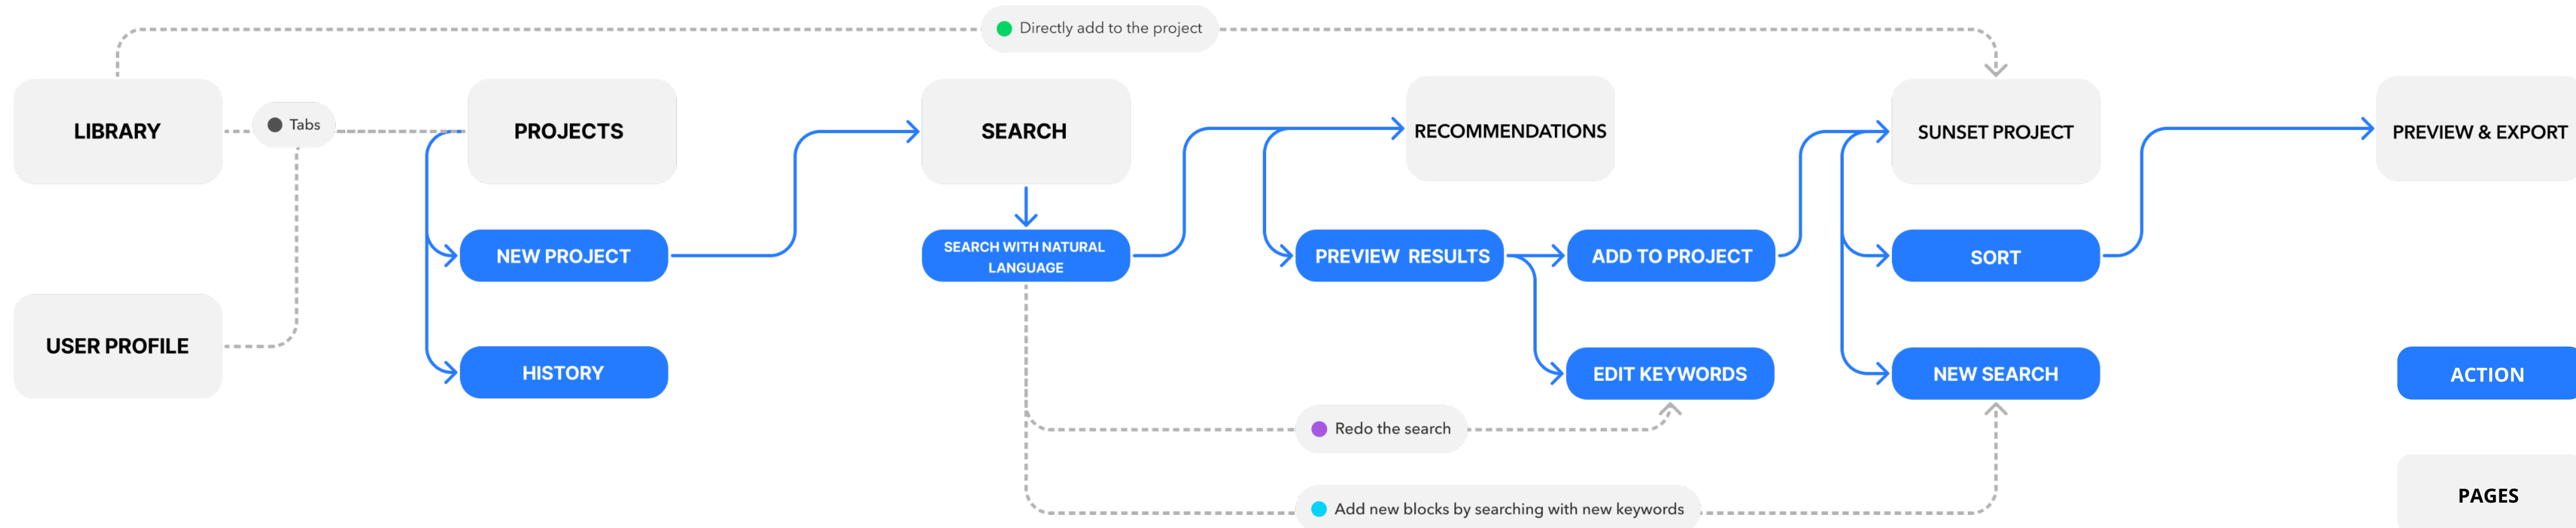 Directly add to the project
LIBRARY
Tabs
PROJECTS
SEARCH
RECOMMENDATIONS
SUNSET PROJECT
PREVIEW & EXPORT
NEW PROJECT
SEARCH WITH NATURAL
LANGUAGE
PREVIEW RESULTS
ADD TO PROJECT
SORT
USER PROFILE
HISTORY
EDIT KEYWORDS
NEW SEARCH
ACTION
Redo the search
PAGES
Add new blocks by searching with new keywords